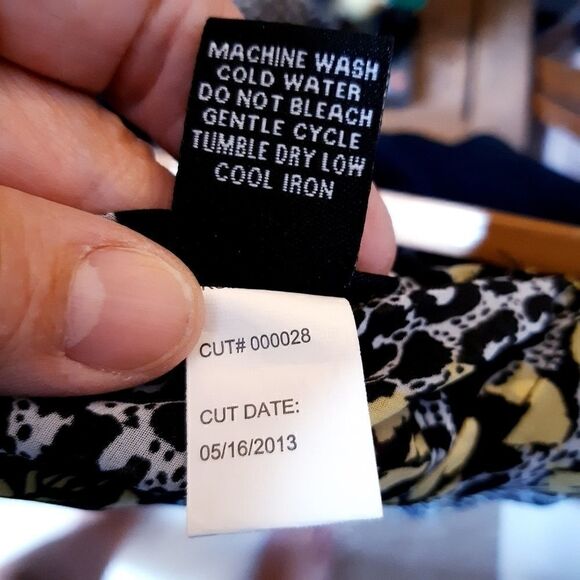 MACHINE WASH
COLD WATER
DO NOT BLEACH
GENTLE CYCLE
TUMBLE DRY LOW
COOL IRON
CUT# 000028
CUT DATE:
05/16/2013